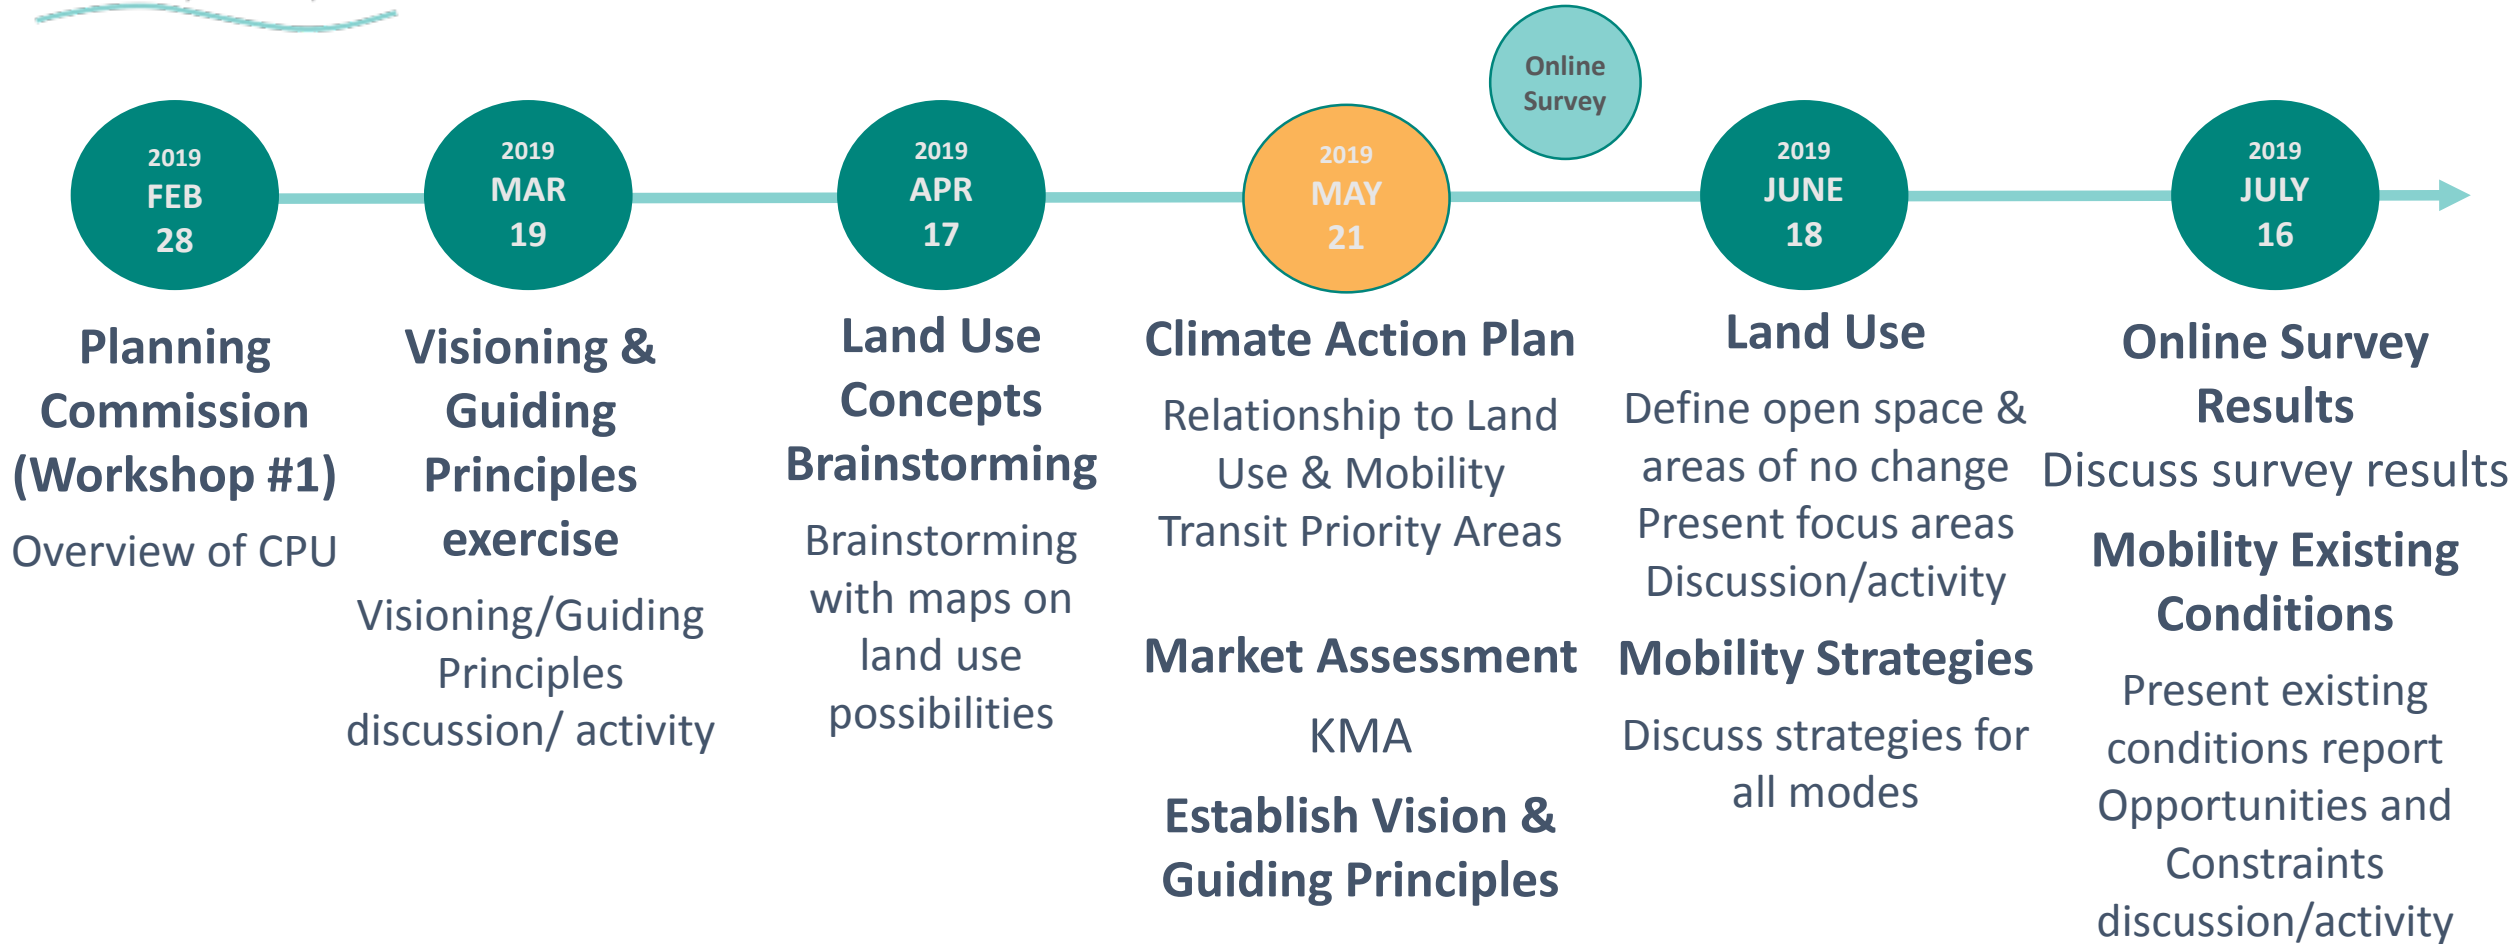 Online
Survey
2019
FEB
28
2019
MAR
19
2019
APR
17
2019
MAY
21
2019
JUNE
18
2019
JULY
16
Planning
Commission
(Workshop #1)
Overview of CPU
Visioning &
Guiding
Principles
exercise
Visioning/Guiding
Principles
discussion/ activity
Land Use
Concepts
Brainstorming
Brainstorming
with maps on
land use
possibilities
Climate Action Plan
Relationship to Land
Use & Mobility
Transit Priority Areas
Market Assessment
KMA
Establish Vision &
Guiding Principles
Land Use
Define open space &
areas of no change
Present focus areas
Discussion/activity
Mobility Strategies
Discuss strategies for
all modes
Online Survey
Results
Discuss survey results
Mobility Existing
Conditions
Present existing
conditions report
Opportunities and
Constraints
discussion/activity